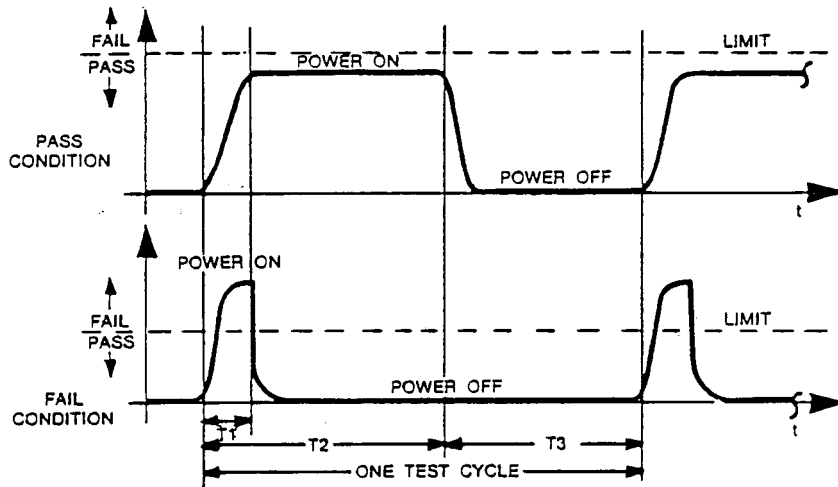 FAIL
PASS
LIMIT
POWER ON
PASS
CONDITION
POWER OFF
t
POWER ON
FAIL
PASS
LIMIT
POWER OFF
FAIL
CONDITION
t
T1
T2
T3
ONE TEST CYCLE